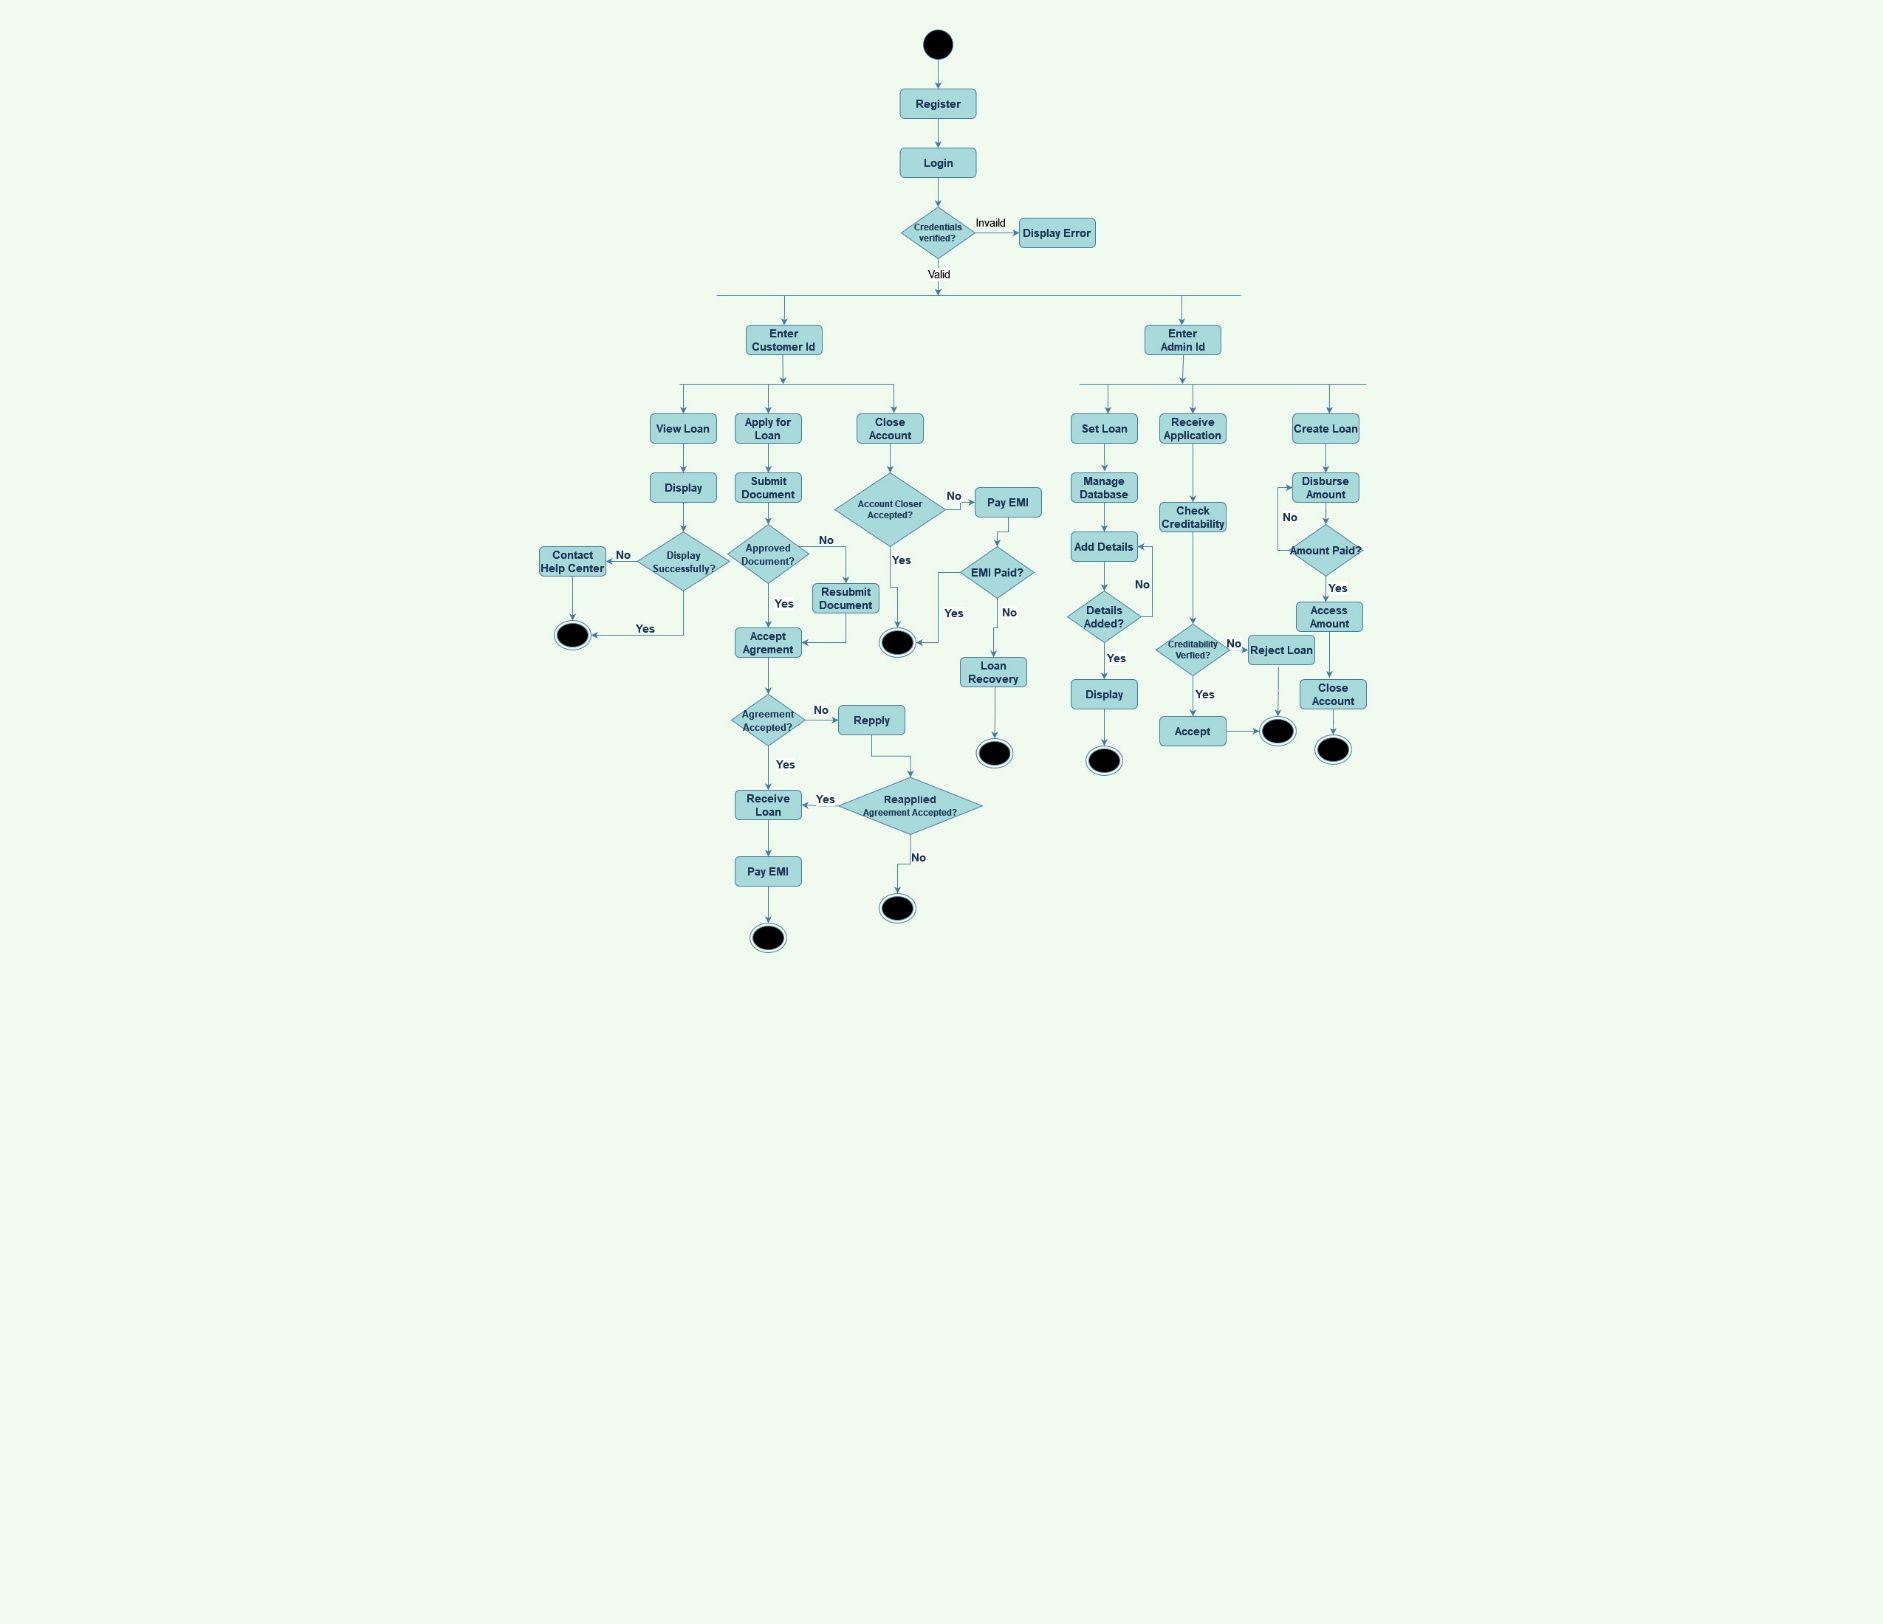 Register
Login
Credentials
verified?
Invaild
Display Error
Valid
Enter
Customer Id
Enter
Admin Id
View Loan
Apply for
Loan
Close
Account
Set Loan
Receive
Application
Create Loan
Display
Submit
Document
Account Closer
Accepted?
No
Pay EMI
Manage
Database
Check
Creditability
Disburse
Amount
No
Contact
Help Center
No
Display
Successfully?
Approved
Document?
No
Resubmit
Document
Yes
Yes
EMI Paid?
Yes
No
Add Details
No
Details
Added?
Amount Paid?
Yes
Access
Amount
Yes
Accept
Agrement
Loan
Recovery
Yes
Display
Creditability
Verfied?
No
Reject Loan
Yes
Accept
Close
Account
Agreement
Accepted?
No
Repply
Yes
Receive
Loan
Yes
Reapplied
Agreement Accepted?
No
Pay EMI